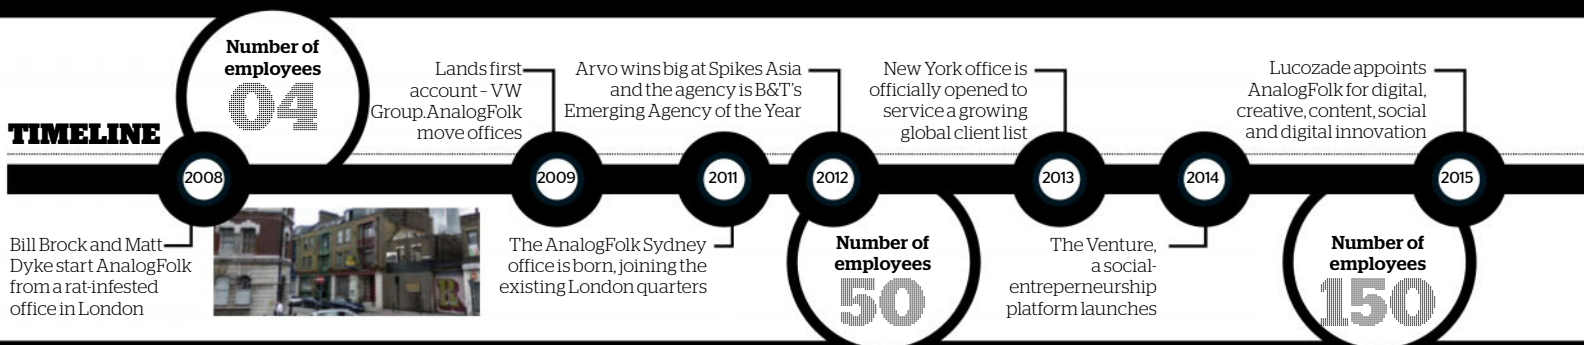 TIMELINE
Number of
employees
04
2008
Bill Brock and Matt
Dyke start AnalogFolk
from a rat-infested
office in London
Lands first
account - VW
Group.AnalogFolk
move offices
2009
The AnalogFolk Sydney
office is born, joining the
existing London quarters
2011
Arvo wins big at Spikes Asia
and the agency is B&T's
Emerging Agency of the Year
2012
Number of
employees
50
New York office is
officially opened to
service a growing
global client list
2013
The Venture,
a social-
entreperneurship
platform launches
2014
Lucozade appoints
AnalogFolk for digital,
creative, content, social
and digital innovation
2015
Number of
employees
150